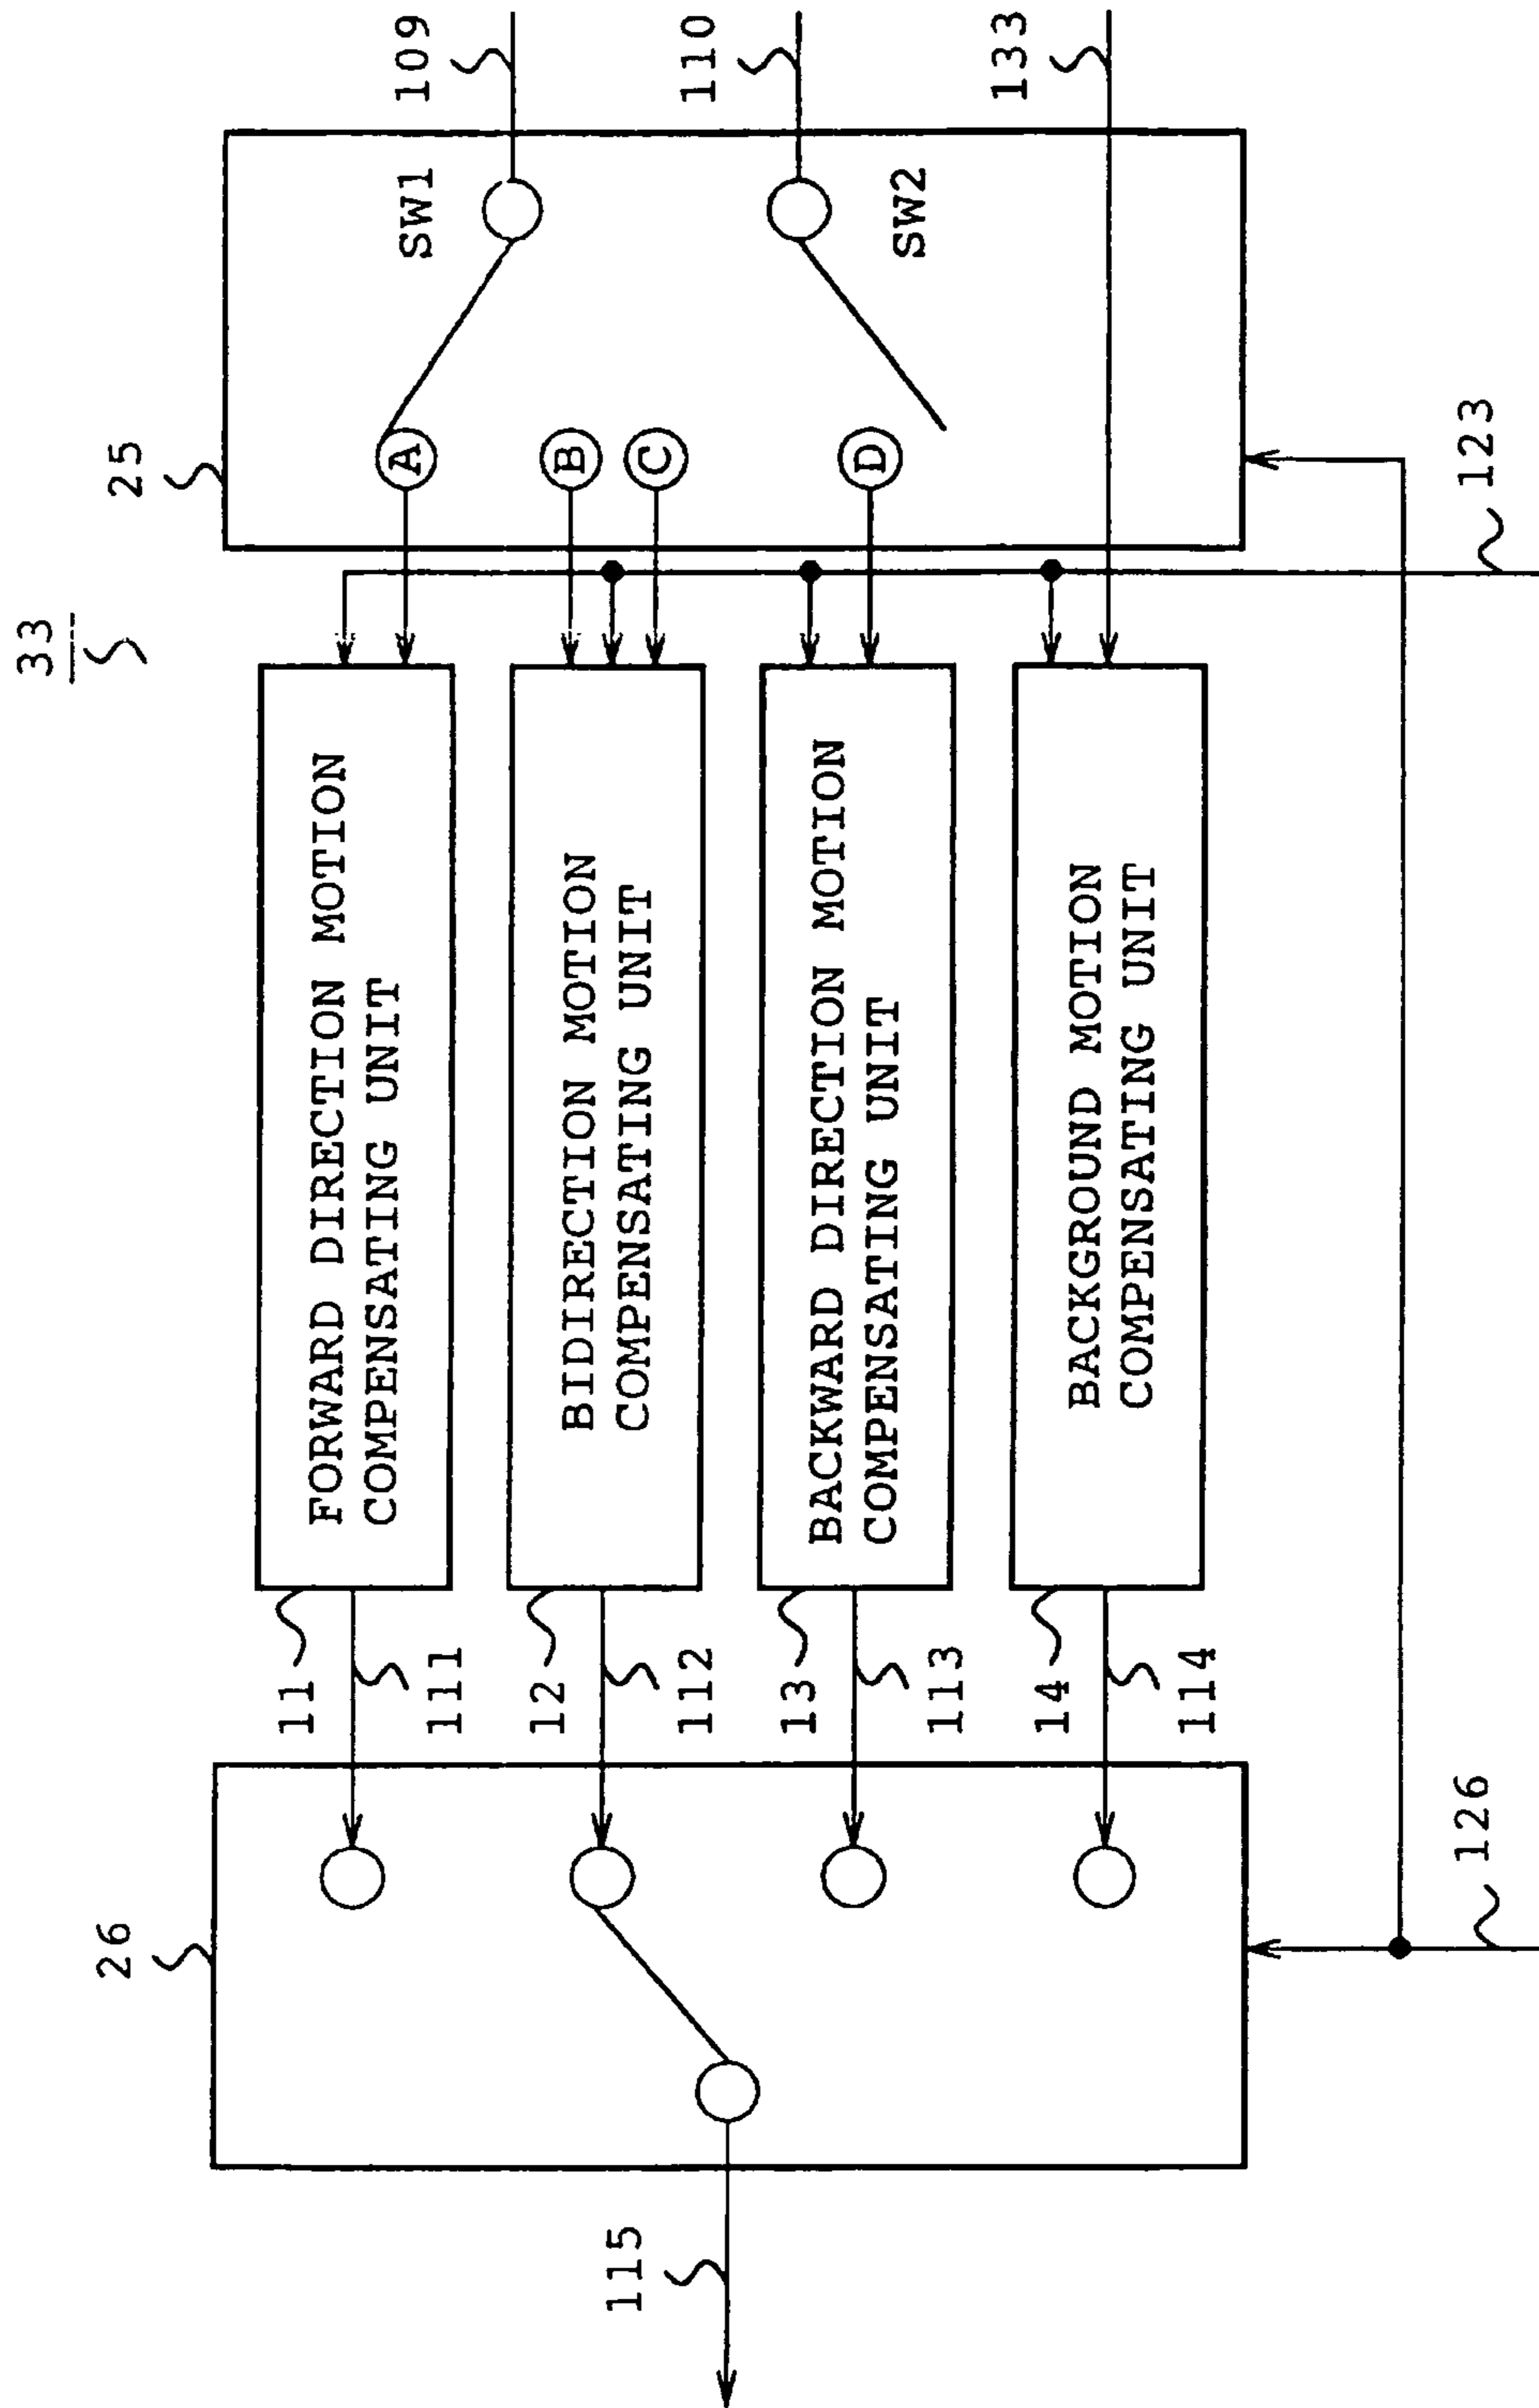 33
25
109
SW1
110
SW2
133
A
B
C
D
123
FORWARD DIRECTION MOTION
COMPENSATING UNIT
BIDIRECTION MOTION
COMPENSATING UNIT
BACKWARD DIRECTION MOTION
COMPENSATING UNIT
BACKGROUND MOTION
COMPENSATING UNIT
11
111
12
112
13
113
14
114
26
126
115